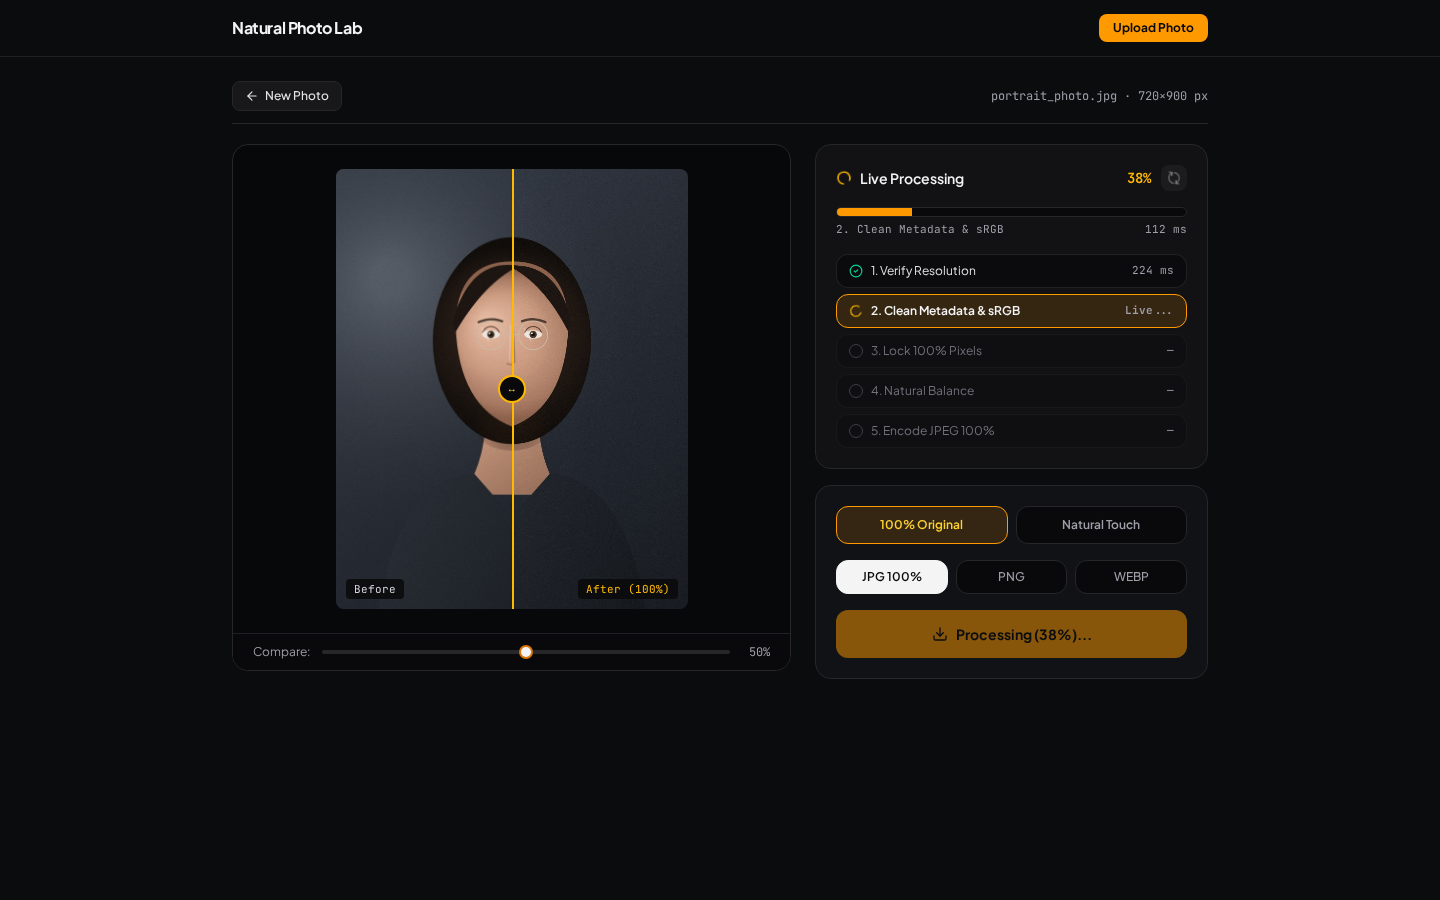 Natural Photo Lab
Upload Photo
New Photo
portrait_photo.jpg · 720×900 px
Before
After (100%)
Compare:
50%
Live Processing
38%
2. Clean Metadata & sRGB
112 ms
1. Verify Resolution
224 ms
2. Clean Metadata & sRGB
Live...
3. Lock 100% Pixels
—
4. Natural Balance
—
5. Encode JPEG 100%
—
100% Original
Natural Touch
JPG 100%
PNG
WEBP
Processing (38%)...